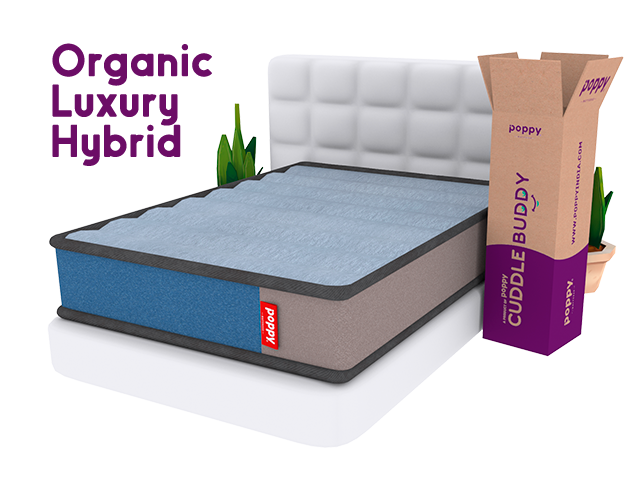 Organic
Luxury
Hybrid
poppy
poppy
CUDDLE BUDDY
WWW.POPPYINDIA.COM
poppy
poppy